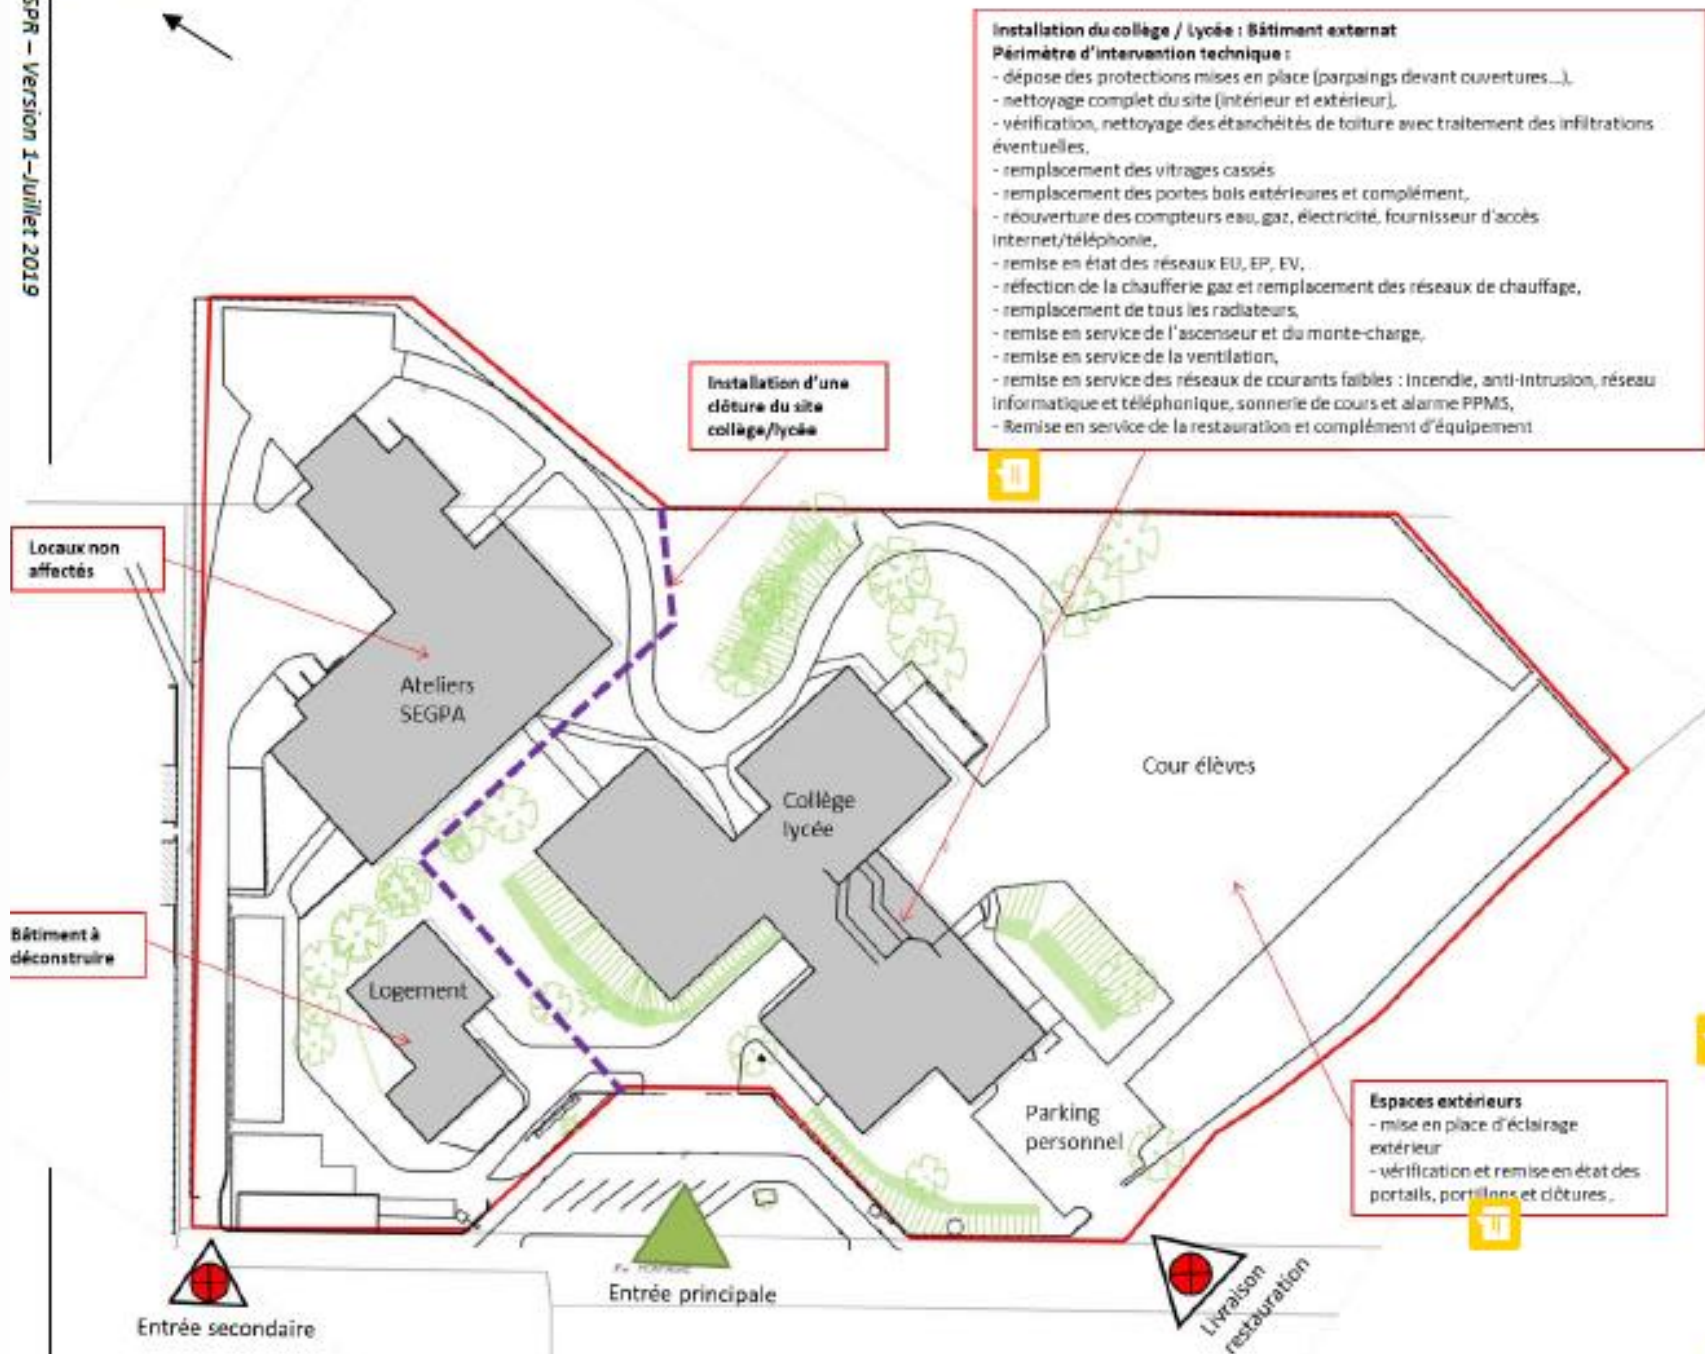 SPR – Version 1–Juillet 2019
Installation du collège / Lycée : Bâtiment externat
Périmètre d'intervention technique :
- dépose des protections mises en place (parpaings devant ouvertures...),
- nettoyage complet du site (intérieur et extérieur),
- vérification, nettoyage des étanchéités de toiture avec traitement des infiltrations
éventuelles,
- remplacement des vitrages cassés
- remplacement des portes bois extérieures et complément,
- réouverture des compteurs eau, gaz, électricité, fournisseur d'accès
internet/téléphonie,
- remise en état des réseaux EU, EP, EV,
- réfection de la chaufferie gaz et remplacement des réseaux de chauffage,
- remplacement de tous les radiateurs,
- remise en service de l'ascenseur et du monte-charge,
- remise en service de la ventilation,
- remise en service des réseaux de courants faibles : incendie, anti-intrusion, réseau
informatique et téléphonique, sonnerie de cours et alarme PPMS,
- Remise en service de la restauration et complément d'équipement
Installation d'une
clôture du site
collège/lycée
Locaux non
affectés
Ateliers
SEGPA
Collège
lycée
Cour élèves
Bâtiment à
déconstruire
Logement
Parking
personnel
Espaces extérieurs
- mise en place d'éclairage
extérieur
- vérification et remise en état des
portails, portillons et clôtures .
Entrée principale
Entrée secondaire
Livraison
restauration